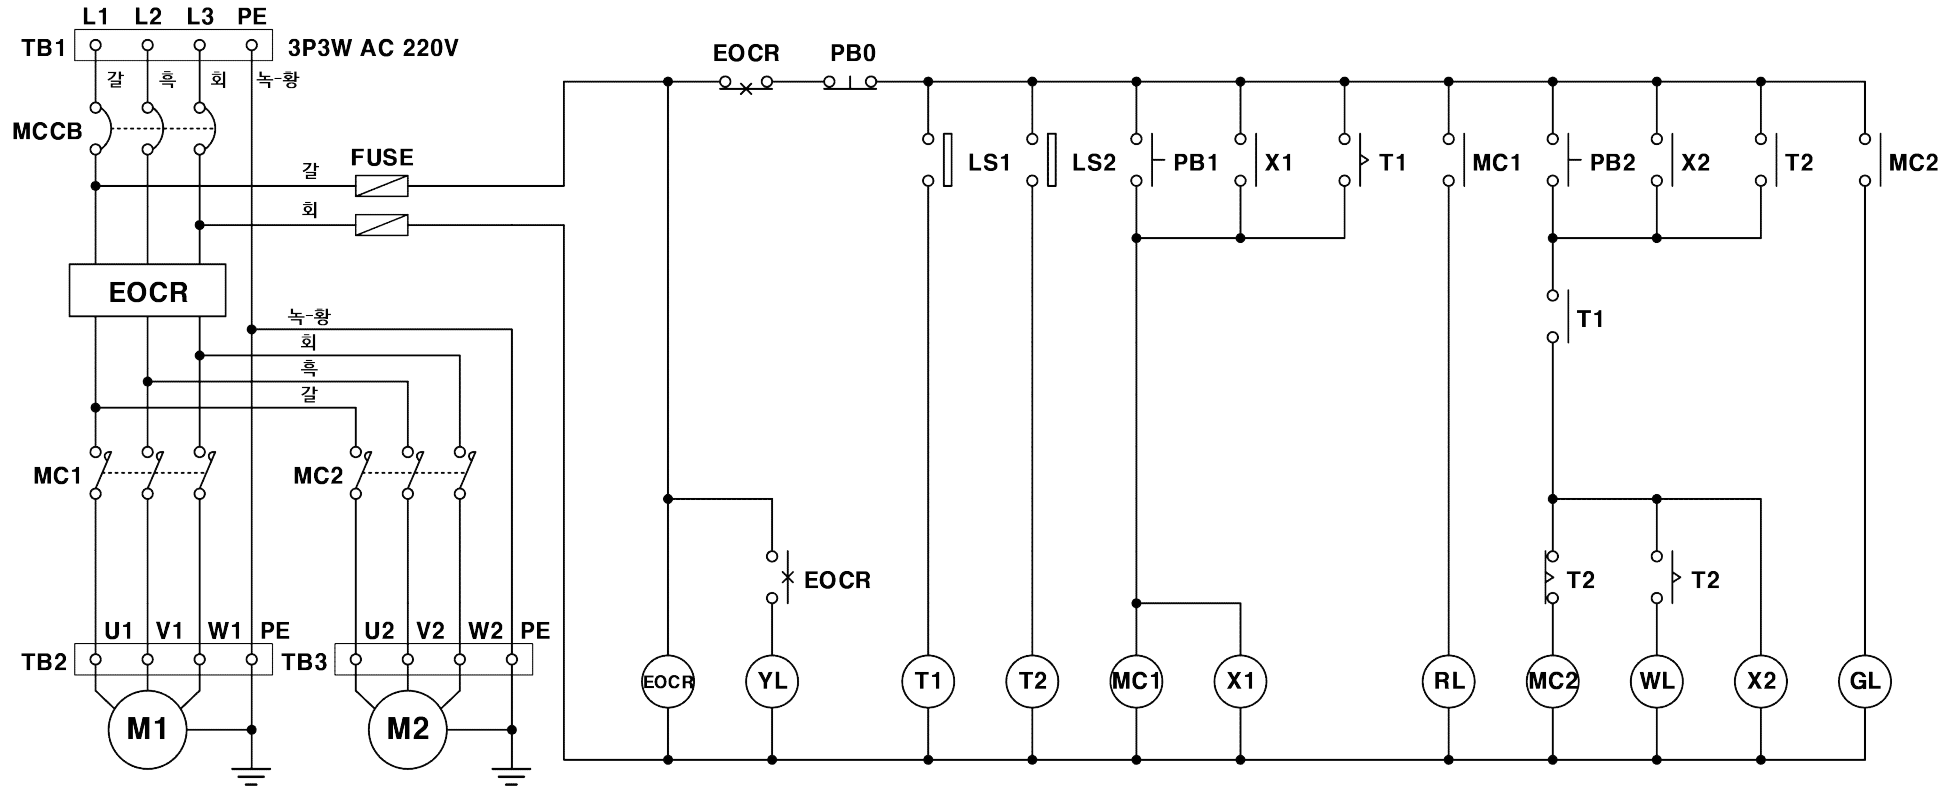 L1 L2 L3 PE
TB1 3P3W AC 220V
갈 흑 회 녹-황
EOCR PB0
MCCB
갈 FUSE
회
LS1 LS2 PB1 X1 T1 MC1 PB2 X2 T2 MC2
EOCR
녹-황
회
흑
갈
T1
MC1 MC2
EOCR T2 T2
U1 V1 W1 PE U2 V2 W2 PE
TB2 TB3
EOCR YL T1 T2 MC1 X1 RL MC2 WL X2 GL
M1 M2